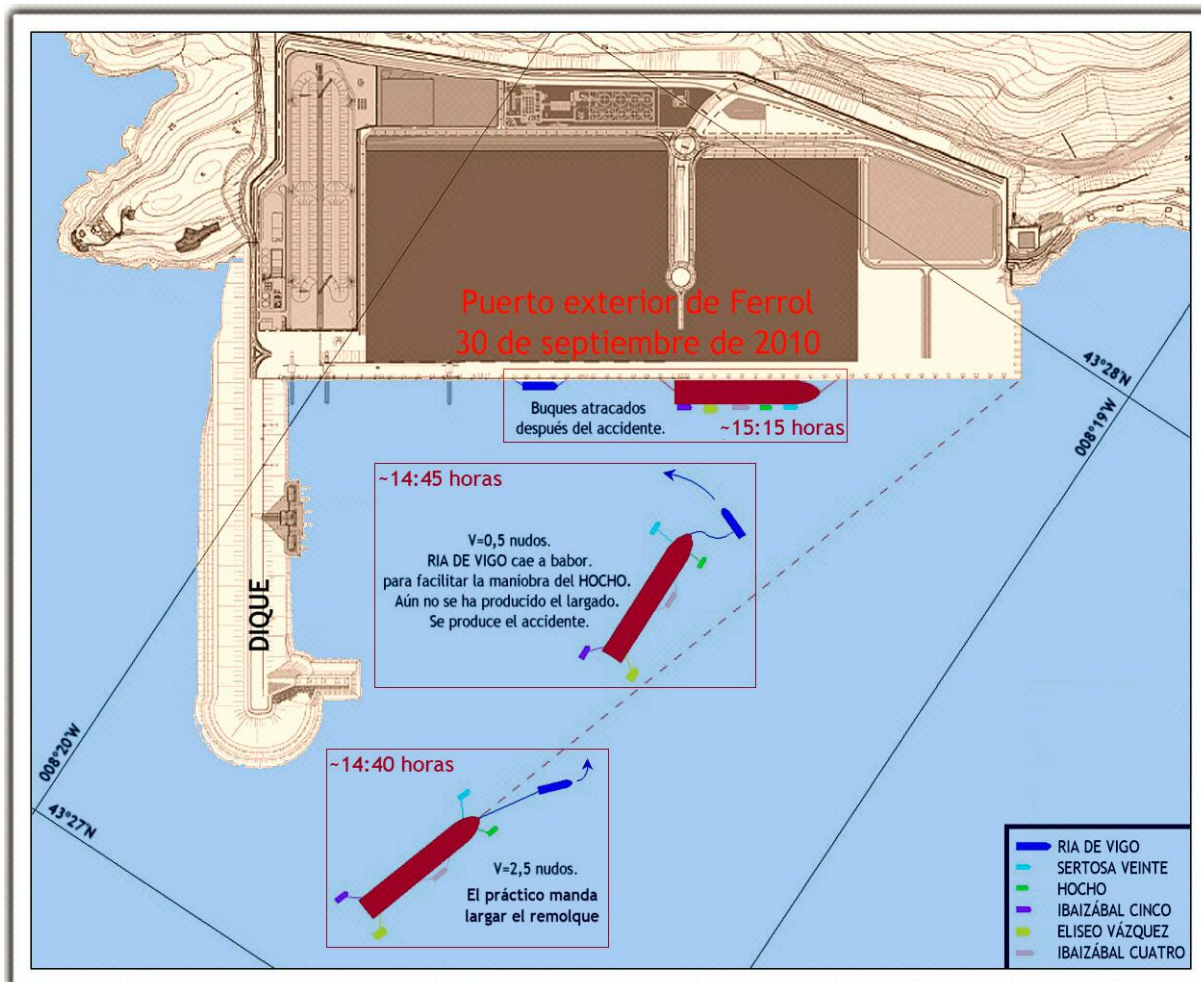 Puerto exterior de Ferrol
30 de septiembre de 2010
Buques atracados
después del accidente.
~15:15 horas
43°28'N
008°19'W
~14:45 horas
V=0,5 nudos.
RIA DE VIGO cae a babor.
para facilitar la maniobra del HOCHO.
Aún no se ha producido el largado.
Se produce el accidente.
DIQUE
008°20'W
43°27'N
~14:40 horas
V=2,5 nudos.
El práctico manda
largar el remolque
RIA DE VIGO
SERTOSA VEINTE
HOCHO
IBAIZÁBAL CINCO
ELISEO VÁZQUEZ
IBAIZÁBAL CUATRO